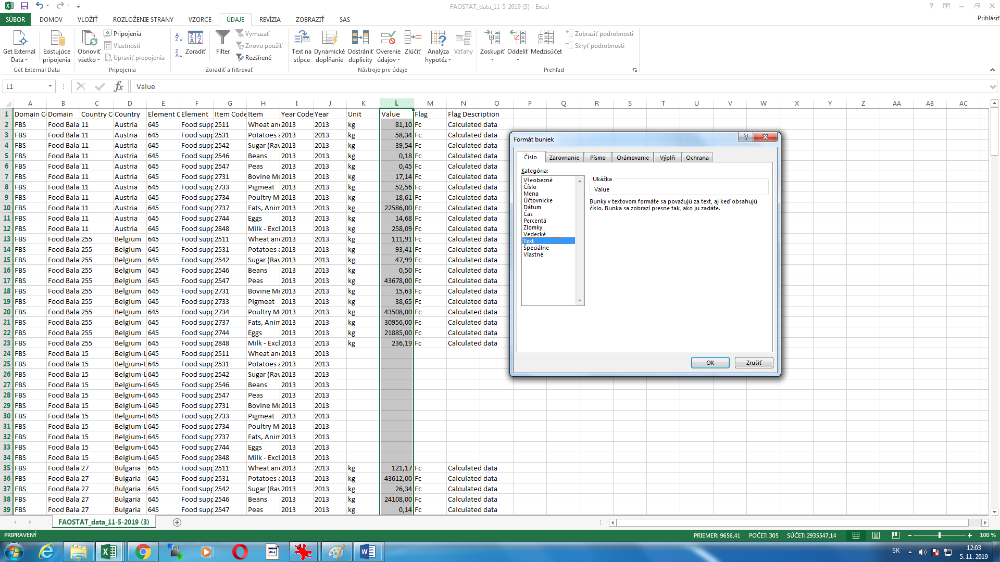 FAOSTAT_data_11-5-2019 (3) - Excel
SÚBOR DOMOV VLOŽIŤ ROZLOŽENIE STRANY VZORCE ÚDAJE REVÍZIA ZOBRAZIŤ SAS Prihlásiť
Get External Data Existujúce pripojenia Obnoviť všetko Pripojenia Vlastnosti Upraviť prepojenia Zoradiť Filter Vymazať Znovu použiť Rozšírené Text na stĺpce Dynamické dopĺňanie Odstrániť duplicity Overenie údajov Zlúčiť Analýza hypotéz Vzťahy Zoskupiť Oddeliť Medzisúčet Zobraziť podrobnosti Skryť podrobnosti
Get External Data Pripojenia Zoradiť a filtrovať Nástroje pre údaje Prehľad
L1 fx Value
A B C D E F G H I J K L M N O P Q R S T U V W X Y Z AA AB AC
1 Domain Co Domain Country C Country Element C Element Item Code Item Year Code Year Unit Value Flag Flag Description
2 FBS Food Bala 11 Austria 645 Food supp 2511 Wheat and 2013 2013 kg 81,10 Fc Calculated data
3 FBS Food Bala 11 Austria 645 Food supp 2531 Potatoes a 2013 2013 kg 58,34 Fc Calculated data
4 FBS Food Bala 11 Austria 645 Food supp 2542 Sugar (Raw 2013 2013 kg 39,54 Fc Calculated data
5 FBS Food Bala 11 Austria 645 Food supp 2546 Beans 2013 2013 kg 0,18 Fc Calculated data
6 FBS Food Bala 11 Austria 645 Food supp 2547 Peas 2013 2013 kg 0,45 Fc Calculated data
7 FBS Food Bala 11 Austria 645 Food supp 2731 Bovine Me 2013 2013 kg 17,14 Fc Calculated data
8 FBS Food Bala 11 Austria 645 Food supp 2733 Pigmeat 2013 2013 kg 52,56 Fc Calculated data
9 FBS Food Bala 11 Austria 645 Food supp 2734 Poultry M 2013 2013 kg 18,61 Fc Calculated data
10 FBS Food Bala 11 Austria 645 Food supp 2737 Fats, Anim 2013 2013 kg 22586,00 Fc Calculated data
11 FBS Food Bala 11 Austria 645 Food supp 2744 Eggs 2013 2013 kg 14,68 Fc Calculated data
12 FBS Food Bala 11 Austria 645 Food supp 2848 Milk - Excl 2013 2013 kg 258,09 Fc Calculated data
13 FBS Food Bala 255 Belgium 645 Food supp 2511 Wheat and 2013 2013 kg 111,91 Fc Calculated data
14 FBS Food Bala 255 Belgium 645 Food supp 2531 Potatoes a 2013 2013 kg 93,41 Fc Calculated data
15 FBS Food Bala 255 Belgium 645 Food supp 2542 Sugar (Raw 2013 2013 kg 47,99 Fc Calculated data
16 FBS Food Bala 255 Belgium 645 Food supp 2546 Beans 2013 2013 kg 0,50 Fc Calculated data
17 FBS Food Bala 255 Belgium 645 Food supp 2547 Peas 2013 2013 kg 43678,00 Fc Calculated data
18 FBS Food Bala 255 Belgium 645 Food supp 2731 Bovine Me 2013 2013 kg 15,63 Fc Calculated data
19 FBS Food Bala 255 Belgium 645 Food supp 2733 Pigmeat 2013 2013 kg 38,65 Fc Calculated data
20 FBS Food Bala 255 Belgium 645 Food supp 2734 Poultry M 2013 2013 kg 43508,00 Fc Calculated data
21 FBS Food Bala 255 Belgium 645 Food supp 2737 Fats, Anim 2013 2013 kg 30956,00 Fc Calculated data
22 FBS Food Bala 255 Belgium 645 Food supp 2744 Eggs 2013 2013 kg 21885,00 Fc Calculated data
23 FBS Food Bala 255 Belgium 645 Food supp 2848 Milk - Excl 2013 2013 kg 236,19 Fc Calculated data
24 FBS Food Bala 15 Belgium-L 645 Food supp 2511 Wheat and 2013 2013
25 FBS Food Bala 15 Belgium-L 645 Food supp 2531 Potatoes a 2013 2013
26 FBS Food Bala 15 Belgium-L 645 Food supp 2542 Sugar (Raw 2013 2013
27 FBS Food Bala 15 Belgium-L 645 Food supp 2546 Beans 2013 2013
28 FBS Food Bala 15 Belgium-L 645 Food supp 2547 Peas 2013 2013
29 FBS Food Bala 15 Belgium-L 645 Food supp 2731 Bovine Me 2013 2013
30 FBS Food Bala 15 Belgium-L 645 Food supp 2733 Pigmeat 2013 2013
31 FBS Food Bala 15 Belgium-L 645 Food supp 2734 Poultry M 2013 2013
32 FBS Food Bala 15 Belgium-L 645 Food supp 2737 Fats, Anim 2013 2013
33 FBS Food Bala 15 Belgium-L 645 Food supp 2744 Eggs 2013 2013
34 FBS Food Bala 15 Belgium-L 645 Food supp 2848 Milk - Excl 2013 2013
35 FBS Food Bala 27 Bulgaria 645 Food supp 2511 Wheat and 2013 2013 kg 121,17 Fc Calculated data
36 FBS Food Bala 27 Bulgaria 645 Food supp 2531 Potatoes a 2013 2013 kg 43612,00 Fc Calculated data
37 FBS Food Bala 27 Bulgaria 645 Food supp 2542 Sugar (Raw 2013 2013 kg 26,34 Fc Calculated data
38 FBS Food Bala 27 Bulgaria 645 Food supp 2546 Beans 2013 2013 kg 24108,00 Fc Calculated data
39 FBS Food Bala 27 Bulgaria 645 Food supp 2547 Peas 2013 2013 kg 0,14 Fc Calculated data
Formát buniek
Číslo Zarovnanie Písmo Orámovanie Výplň Ochrana
Kategória:
Všeobecné
Číslo
Mena
Účtovnícke
Dátum
Čas
Percentá
Zlomky
Vedecké
Text
Špeciálne
Vlastné
Ukážka
Value
Bunky v textovom formáte sa považujú za text, aj keď obsahujú
číslo. Bunka sa zobrazí presne tak, ako ju zadáte.
OK Zrušiť
FAOSTAT_data_11-5-2019 (3)
PRIPRAVENÝ PRIEMER: 9656,41 POČET: 305 SÚČET: 2935547,14 100 %
SK 12:03
5. 11. 2019